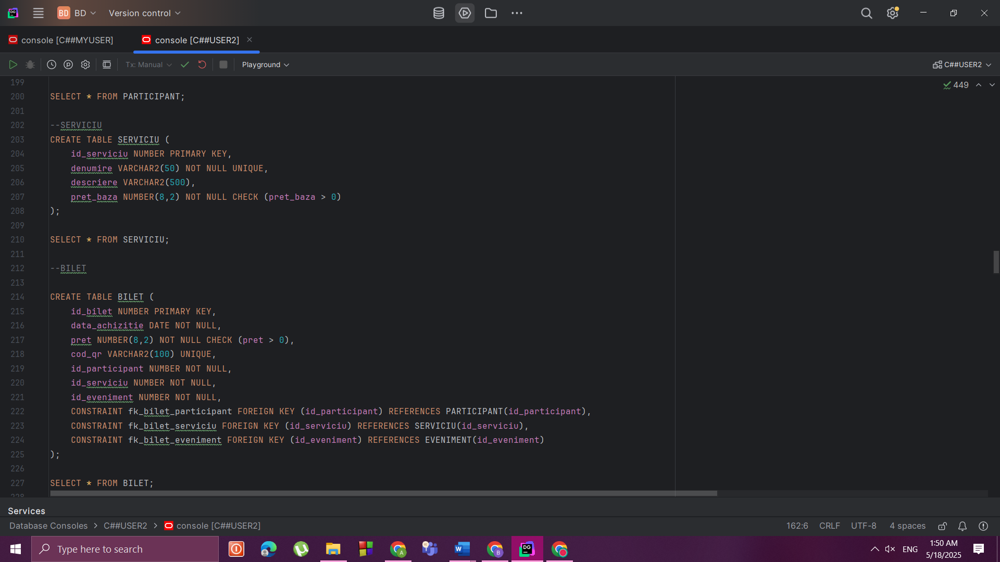 BD BD Version control
console [C##MYUSER] console [C##USER2]
Tx: Manual Playground C##USER2
449
199
200 SELECT * FROM PARTICIPANT;
201
202 --SERVICIU
203 CREATE TABLE SERVICIU (
204 id_serviciu NUMBER PRIMARY KEY,
205 denumire VARCHAR2(50) NOT NULL UNIQUE,
206 descriere VARCHAR2(500),
207 pret_baza NUMBER(8,2) NOT NULL CHECK (pret_baza > 0)
208 );
209
210 SELECT * FROM SERVICIU;
211
212 --BILET
213
214 CREATE TABLE BILET (
215 id_bilet NUMBER PRIMARY KEY,
216 data_achizitie DATE NOT NULL,
217 pret NUMBER(8,2) NOT NULL CHECK (pret > 0),
218 cod_qr VARCHAR2(100) UNIQUE,
219 id_participant NUMBER NOT NULL,
220 id_serviciu NUMBER NOT NULL,
221 id_eveniment NUMBER NOT NULL,
222 CONSTRAINT fk_bilet_participant FOREIGN KEY (id_participant) REFERENCES PARTICIPANT(id_participant),
223 CONSTRAINT fk_bilet_serviciu FOREIGN KEY (id_serviciu) REFERENCES SERVICIU(id_serviciu),
224 CONSTRAINT fk_bilet_eveniment FOREIGN KEY (id_eveniment) REFERENCES EVENIMENT(id_eveniment)
225 );
226
227 SELECT * FROM BILET;
228
Services
Database Consoles > C##USER2 > console [C##USER2] 162:6 CRLF UTF-8 4 spaces
Type here to search ENG 1:50 AM
5/18/2025